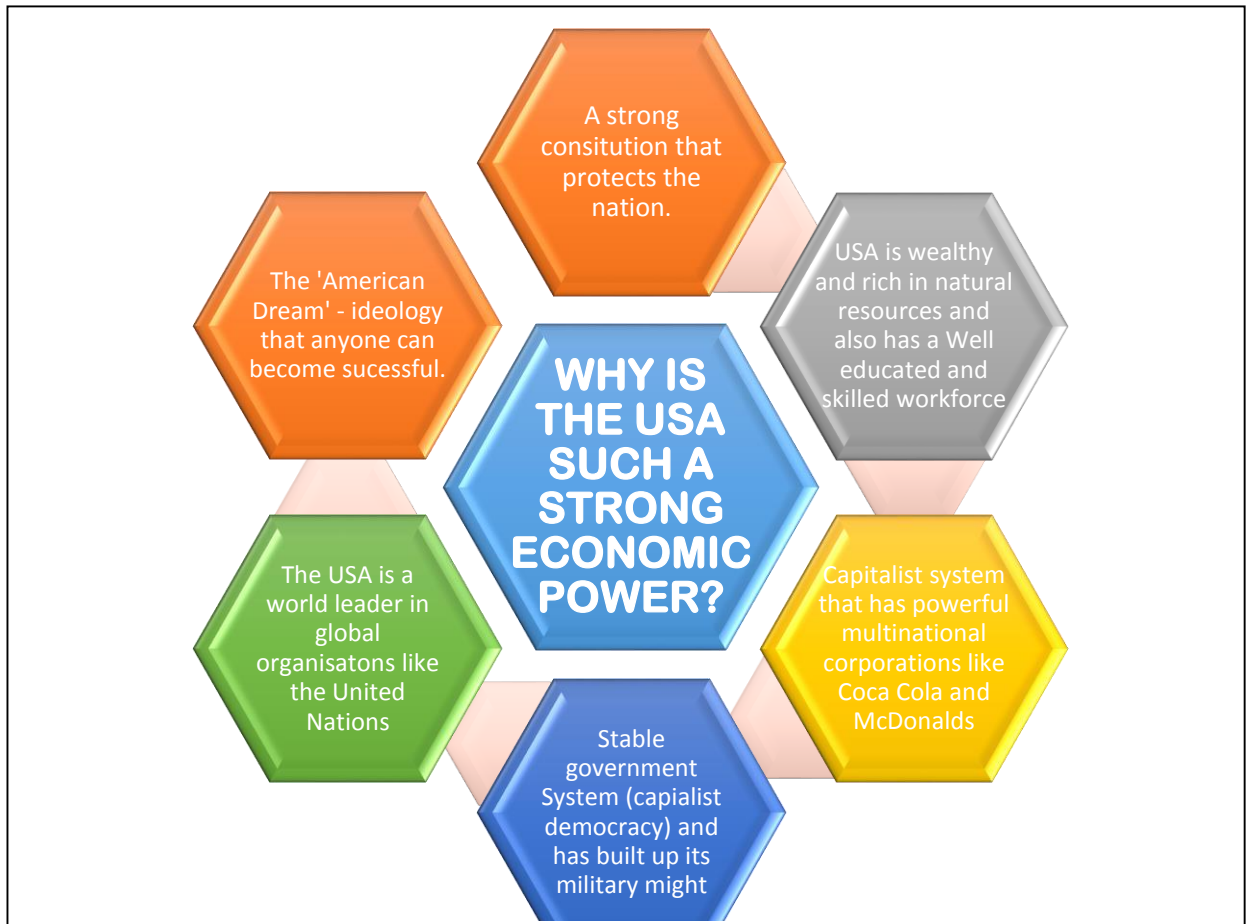 A strong
consitution that
protects the
nation.
USA is wealthy
and rich in natural
resources and
also has a Well
educated and
skilled workforce
Capitalist system
that has powerful
multinational
corporations like
Coca Cola and
McDonalds
Stable
government
System (capialist
democracy) and
has built up its
military might
The USA is a
world leader in
global
organisatons like
the United
Nations
The 'American
Dream' - ideology
that anyone can
become sucessful.
WHY IS
THE USA
SUCH A
STRONG
ECONOMIC
POWER?